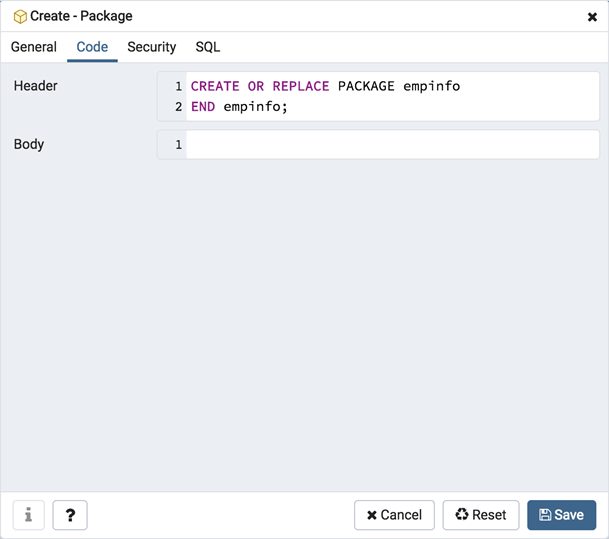 Create - Package
General Code Security SQL
Header
1 CREATE OR REPLACE PACKAGE empinfo
2 END empinfo;
Body
1
i ? Cancel Reset Save